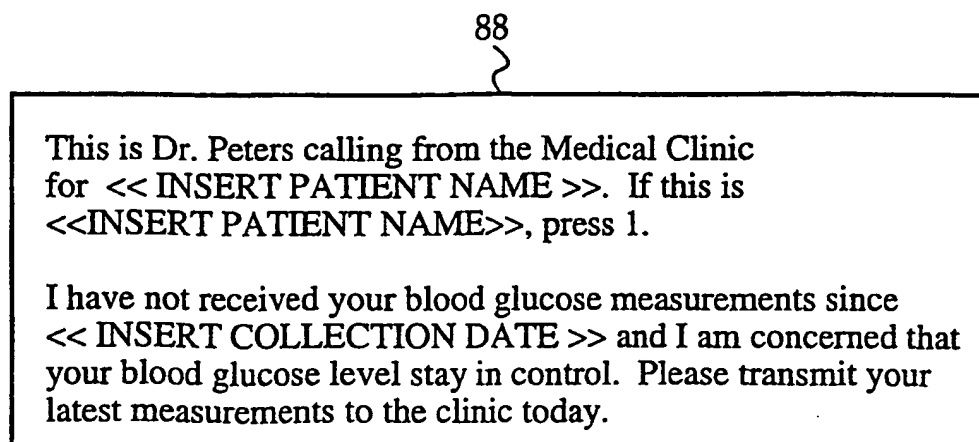 88
This is Dr. Peters calling from the Medical Clinic
for << INSERT PATIENT NAME >>. If this is
<<INSERT PATIENT NAME>>, press 1.
I have not received your blood glucose measurements since
<< INSERT COLLECTION DATE >> and I am concerned that
your blood glucose level stay in control. Please transmit your
latest measurements to the clinic today.